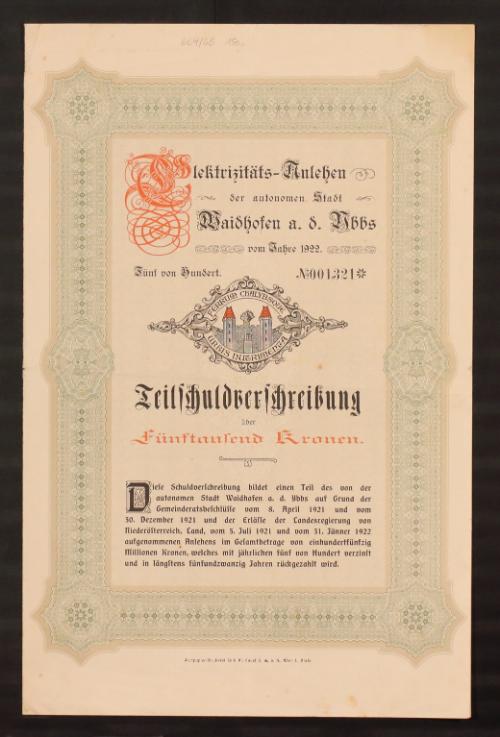 Elektrizitäts-Anlehen
der autonomen Stadt
Waidhofen a. d. Ybbs
vom Jahre 1922.
Fünf von Hundert.
№001321
FERRUM CHALYBSQUE
URBIS NUTRIMENTA
Teilschuldverschreibung
über
Fünftausend Kronen.
Diese Schuldverschreibung bildet einen Teil des von der
autonomen Stadt Waidhofen a. d. Ybbs auf Grund der
Gemeinderatsbeschlüsse vom 8. April 1921 und vom
30. Dezember 1921 und der Erlässe der Landesregierung von
Niederösterreich, Land, vom 5. Juli 1921 und vom 31. Jänner 1922
aufgenommenen Anlehens im Gesamtbetrage von einhundertfünfzig
Millionen Kronen, welches mit jährlichen fünf von Hundert verzinst
und in längstens fünfundzwanzig Jahren rückgezahlt wird.